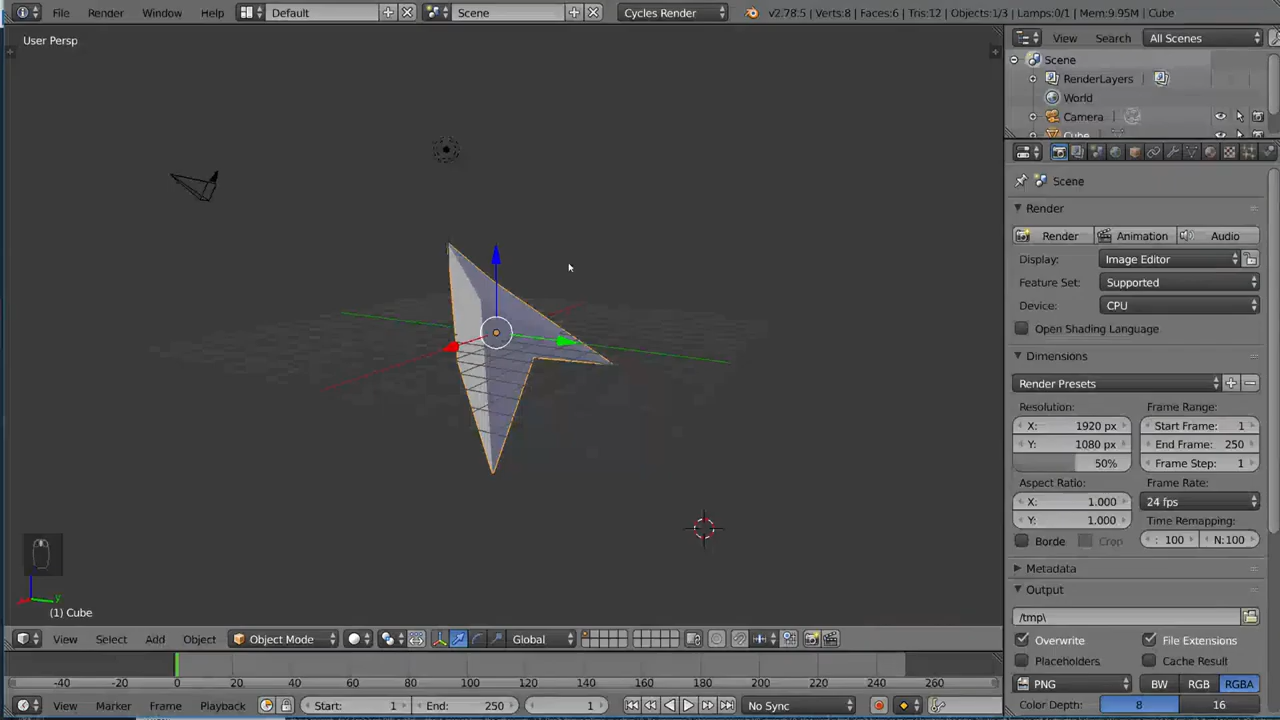 File Render Window Help Default Scene Cycles Render v2.78.5 | Verts:8 | Faces:6 | Tris:12 | Objects:1/3 | Lamps:0/1 | Mem:9.95M | Cube
User Persp
View Search All Scenes
Scene
RenderLayers
World
Camera
Cube
Scene
Render
Render Animation Audio
Display: Image Editor
Feature Set: Supported
Device: CPU
Open Shading Language
Dimensions
Render Presets
Resolution: Frame Range:
X: 1920 px Start Frame: 1
Y: 1080 px End Frame: 250
50% Frame Step: 1
Aspect Ratio: Frame Rate:
X: 1.000 24 fps
Y: 1.000 Time Remapping:
Borde Crop : 100 N:100
Metadata
Output
/tmp\
Overwrite File Extensions
Placeholders Cache Result
PNG BW RGB RGBA
Color Depth: 8 16
y
(1) Cube
View Select Add Object Object Mode Global
-40 -20 0 20 40 60 80 100 120 140 160 180 200 220 240 260
View Marker Frame Playback Start: 1 End: 250 1 No Sync